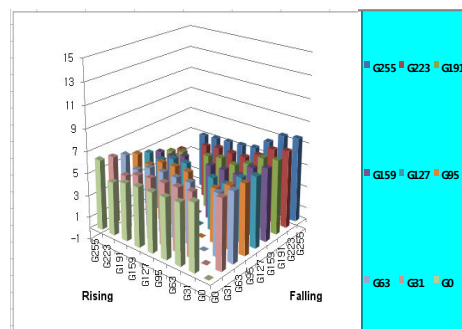 15
13
11
9
7
5
3
1
-1
G255
G223
G191
G159
G127
G95
G63
G31
G0
G0
G31
G63
G95
G127
G159
G191
G223
G255
Rising
Falling
G255 G223 G191
G159 G127 G95
G63 G31 G0